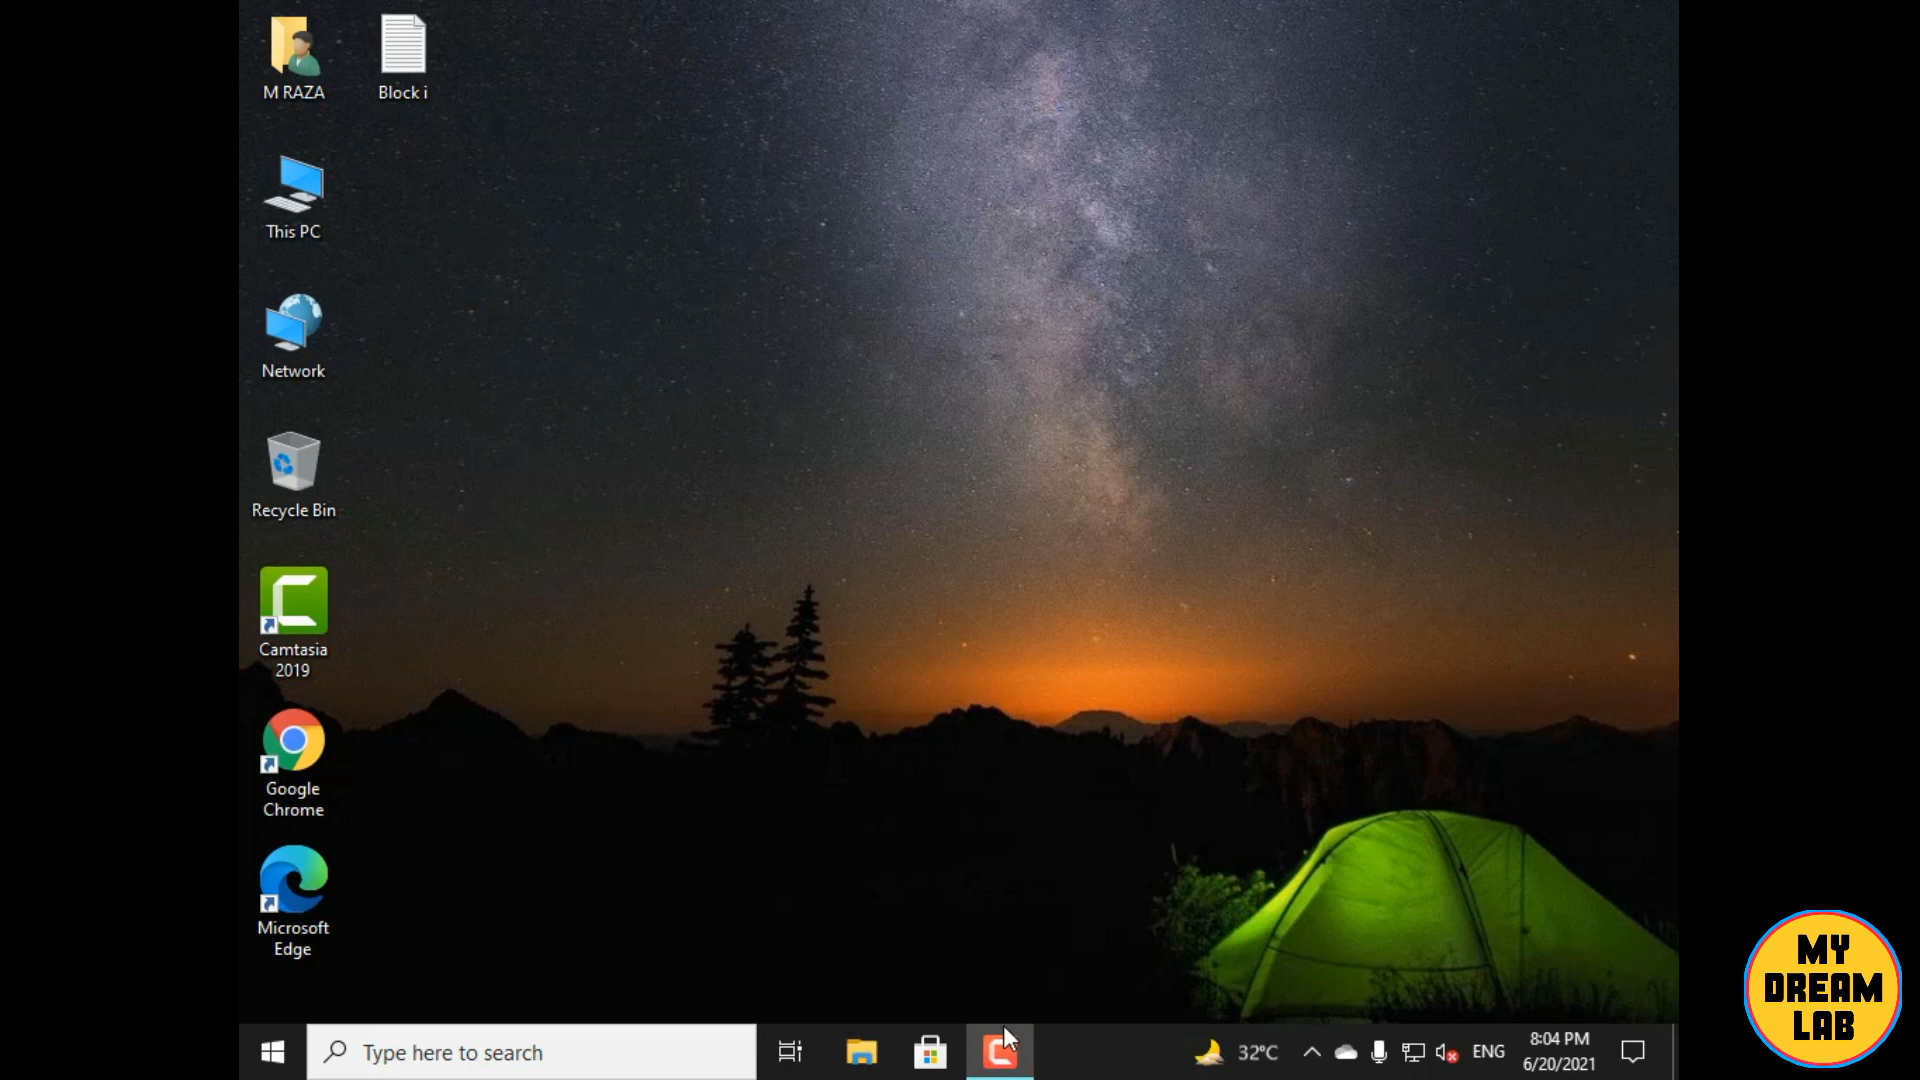 M RAZA
Block i
This PC
Network
Recycle Bin
Camtasia
2019
Google
Chrome
Microsoft
Edge
Type here to search
32°C
ENG
8:04 PM
6/20/2021
MY
DREAM
LAB